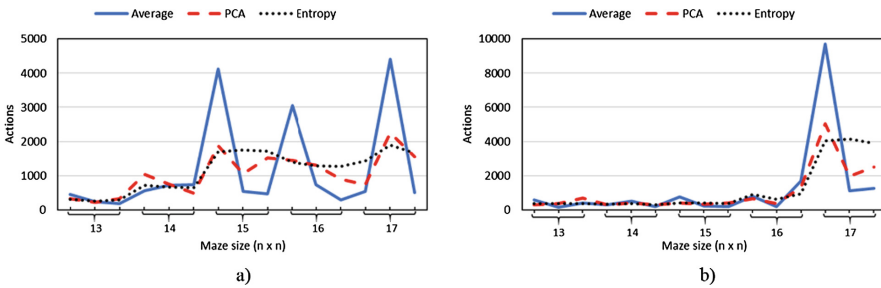 Average PCA Entropy
5000
4000
3000
2000
1000
0
Actions
13 14 15 16 17
Maze size (n x n)
a)
Average PCA Entropy
10000
8000
6000
4000
2000
0
Actions
13 14 15 16 17
Maze size (n x n)
b)